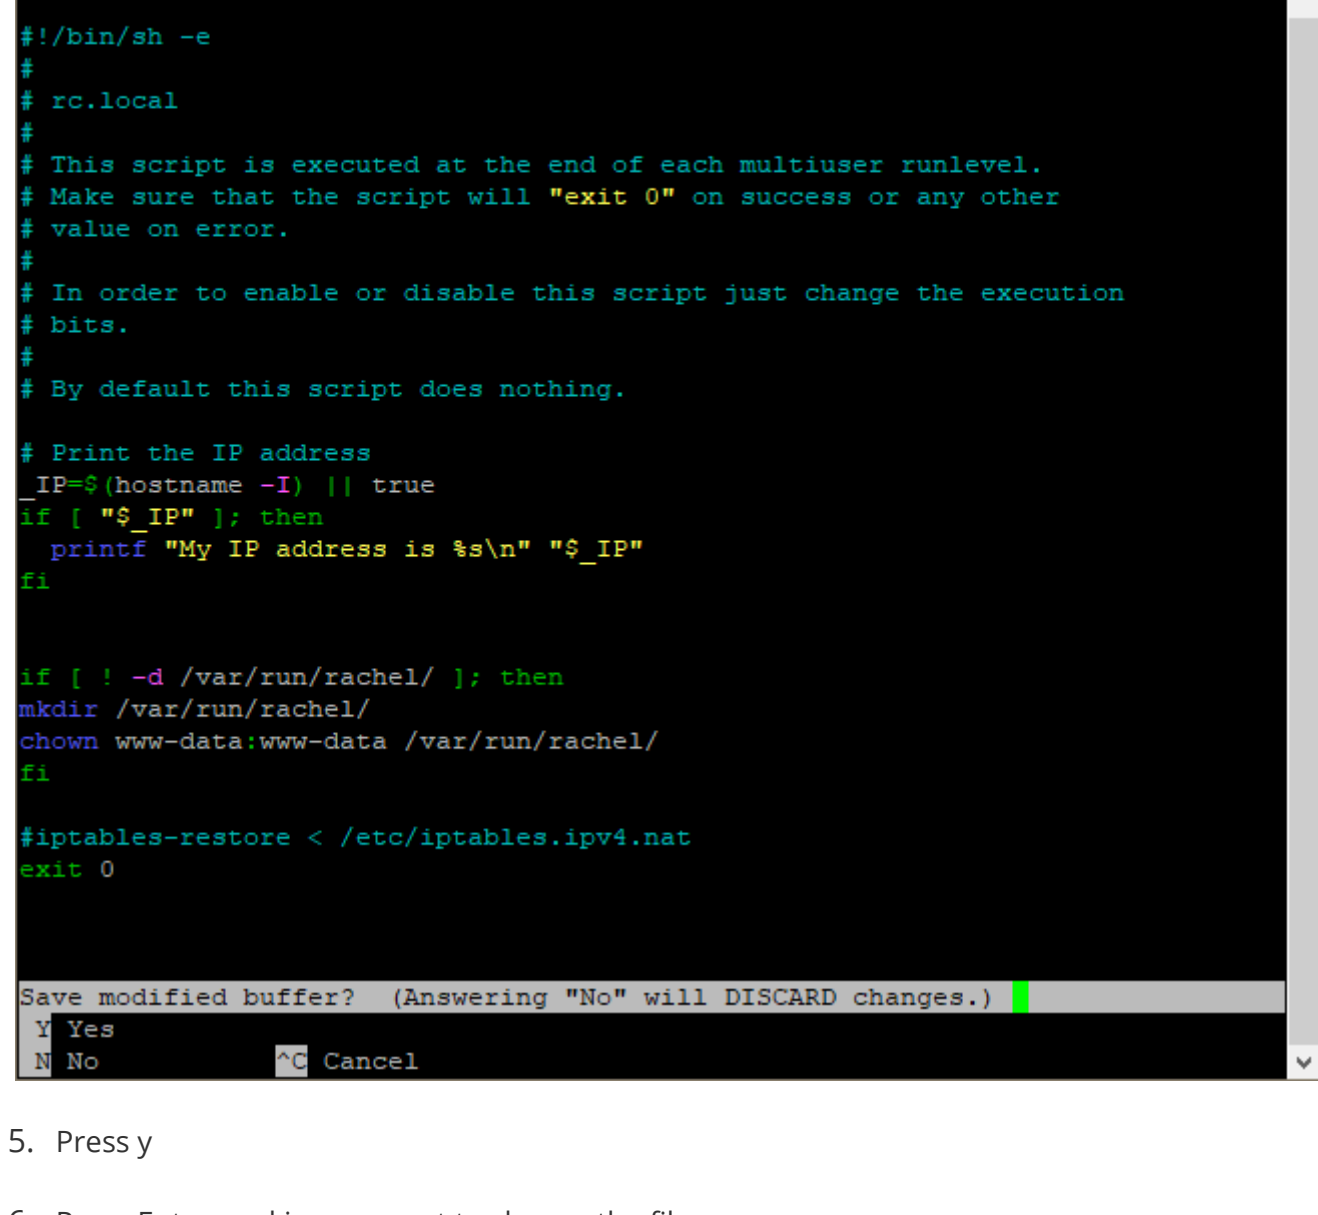 #!/bin/sh -e
#
# rc.local
#
# This script is executed at the end of each multiuser runlevel.
# Make sure that the script will "exit 0" on success or any other
# value on error.
#
# In order to enable or disable this script just change the execution
# bits.
#
# By default this script does nothing.
# Print the IP address
_IP=$(hostname -I) || true
if [ "$_IP" ]; then
  printf "My IP address is %s\n" "$_IP"
fi
if [ ! -d /var/run/rachel/ ]; then
mkdir /var/run/rachel/
chown www-data:www-data /var/run/rachel/
fi
#iptables-restore < /etc/iptables.ipv4.nat
exit 0
Save modified buffer?  (Answering "No" will DISCARD changes.)
Y Yes
N No ^C Cancel
5. Press y